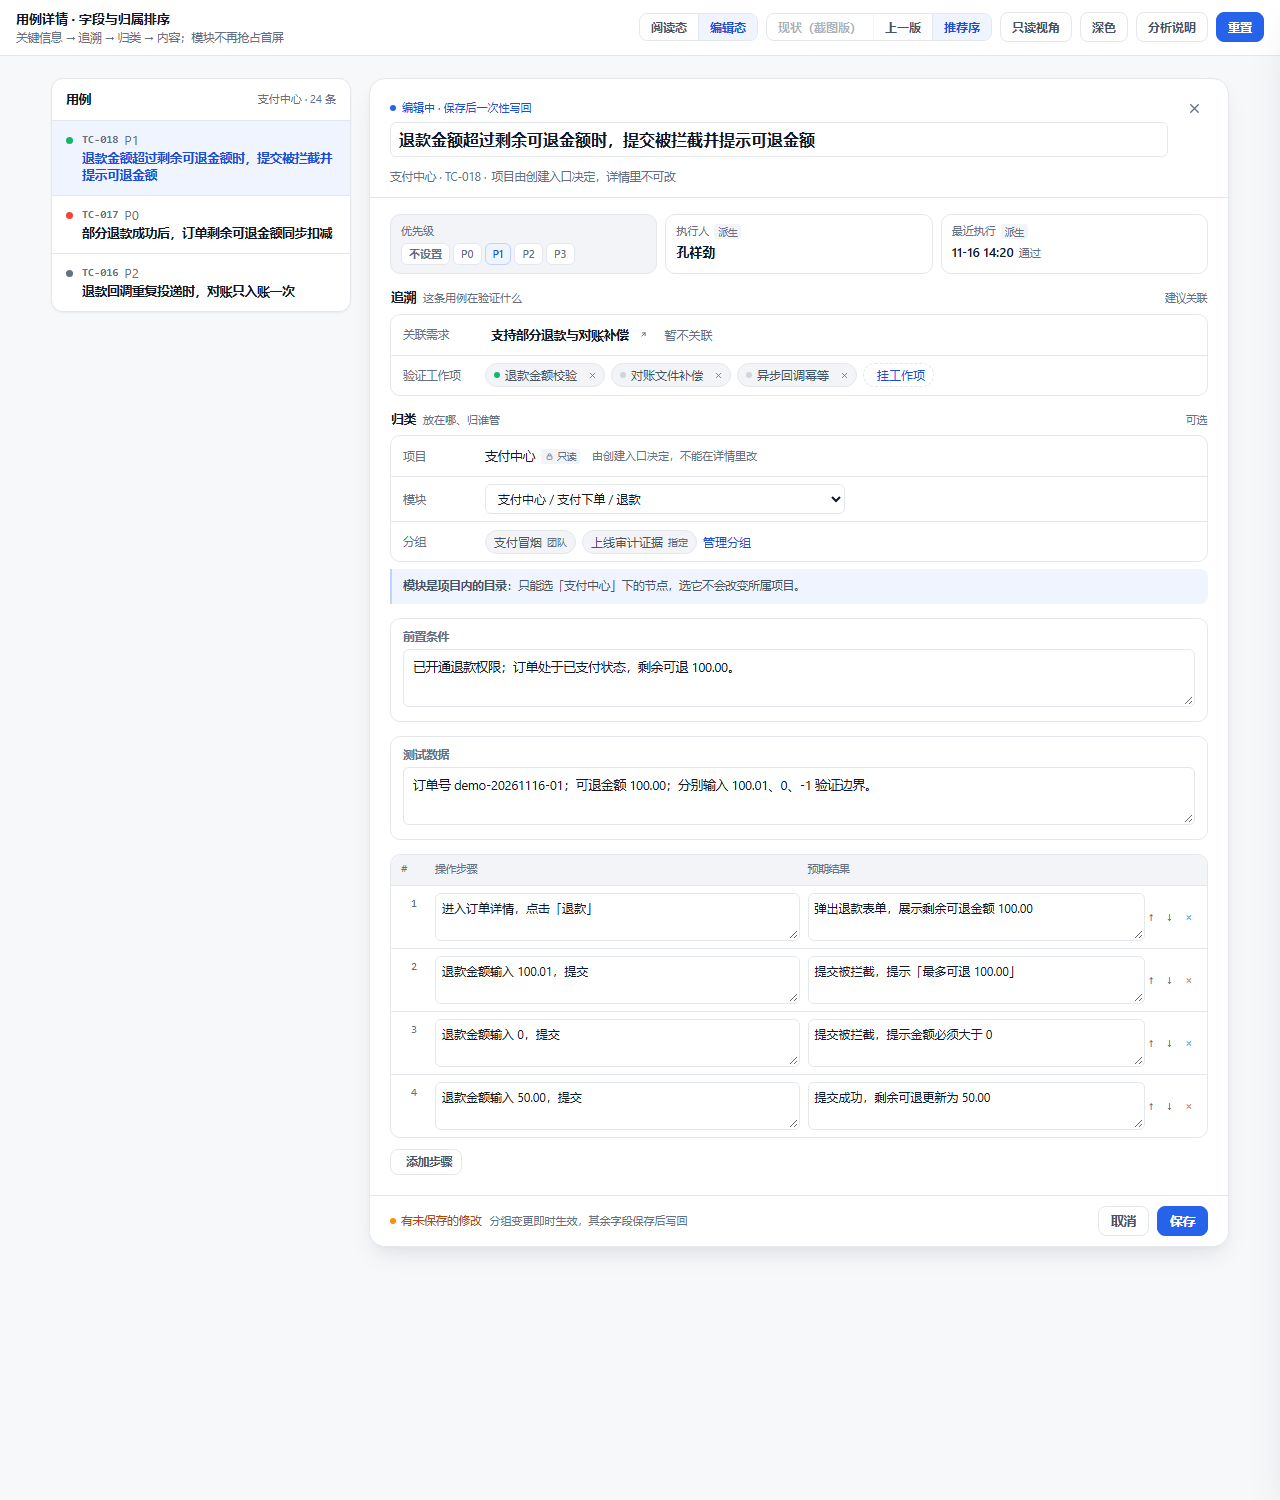 用例详情 · 字段与归属排序
关键信息 → 追溯 → 归类 → 内容；模块不再抢占首屏
阅读态 编辑态 现状（截图版） 上一版 推荐序 只读视角 深色 分析说明 重置
用例 支付中心 · 24 条
TC-018 P1
退款金额超过剩余可退金额时，提交被拦截并
提示可退金额
TC-017 P0
部分退款成功后，订单剩余可退金额同步扣减
TC-016 P2
退款回调重复投递时，对账只入账一次
编辑中 · 保存后一次性写回 ×
退款金额超过剩余可退金额时，提交被拦截并提示可退金额
支付中心 · TC-018 · 项目由创建入口决定，详情里不可改
优先级
不设置 P0 P1 P2 P3
执行人 派生
孔祥劲
最近执行 派生
11-16 14:20 通过
追溯 这条用例在验证什么 建议关联
关联需求 支持部分退款与对账补偿 ↗ 暂不关联
验证工作项 退款金额校验 × 对账文件补偿 × 异步回调幂等 × 挂工作项
归类 放在哪、归谁管 可选
项目 支付中心 只读 由创建入口决定，不能在详情里改
模块 支付中心 / 支付下单 / 退款
分组 支付冒烟 团队 上线审计证据 指定 管理分组
模块是项目内的目录：只能选「支付中心」下的节点，选它不会改变所属项目。
前置条件
已开通退款权限；订单处于已支付状态，剩余可退 100.00。
测试数据
订单号 demo-20261116-01；可退金额 100.00；分别输入 100.01、0、-1 验证边界。
# 操作步骤 预期结果
1 进入订单详情，点击「退款」 弹出退款表单，展示剩余可退金额 100.00 ↑ ↓ ×
2 退款金额输入 100.01，提交 提交被拦截，提示「最多可退 100.00」 ↑ ↓ ×
3 退款金额输入 0，提交 提交被拦截，提示金额必须大于 0 ↑ ↓ ×
4 退款金额输入 50.00，提交 提交成功，剩余可退更新为 50.00 ↑ ↓ ×
添加步骤
有未保存的修改 分组变更即时生效，其余字段保存后写回 取消 保存